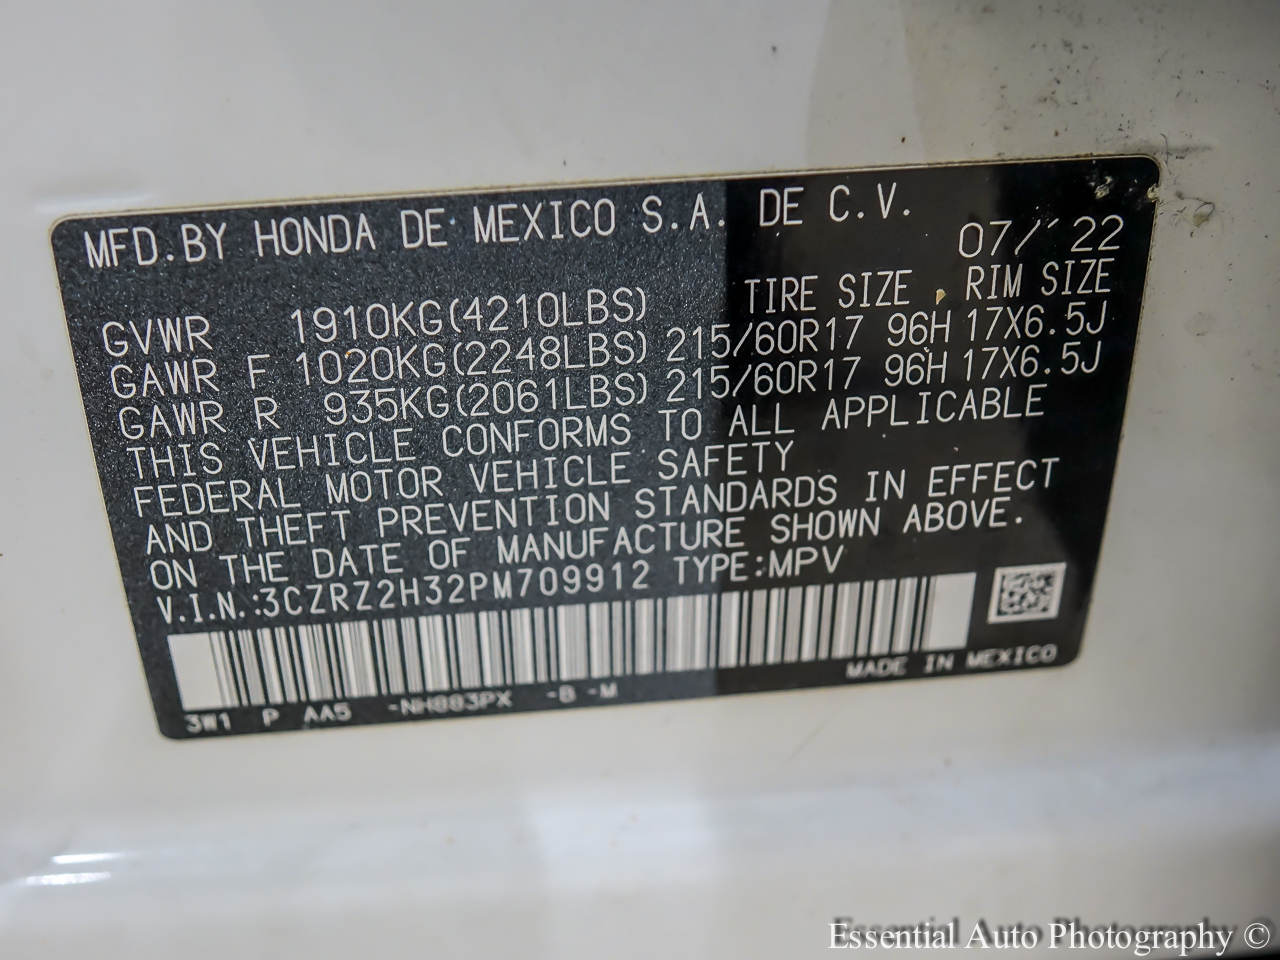 MFD. BY HONDA DE MEXICO S.A. DE C.V.
07/'22
TIRE SIZE RIM SIZE
GVWR 1910KG(4210LBS)
GAWR F 1020KG(2248LBS) 215/60R17 96H 17X6.5J
GAWR R 935KG(2061LBS) 215/60R17 96H 17X6.5J
THIS VEHICLE CONFORMS TO ALL APPLICABLE
FEDERAL MOTOR VEHICLE SAFETY
AND THEFT PREVENTION STANDARDS IN EFFECT
ON THE DATE OF MANUFACTURE SHOWN ABOVE.
V.I.N.:3CZRZ2H32PM709912 TYPE:MPV
MADE IN MEXICO
3W1 P AA5 -NH883PX -B -M
Essential Auto Photography ©